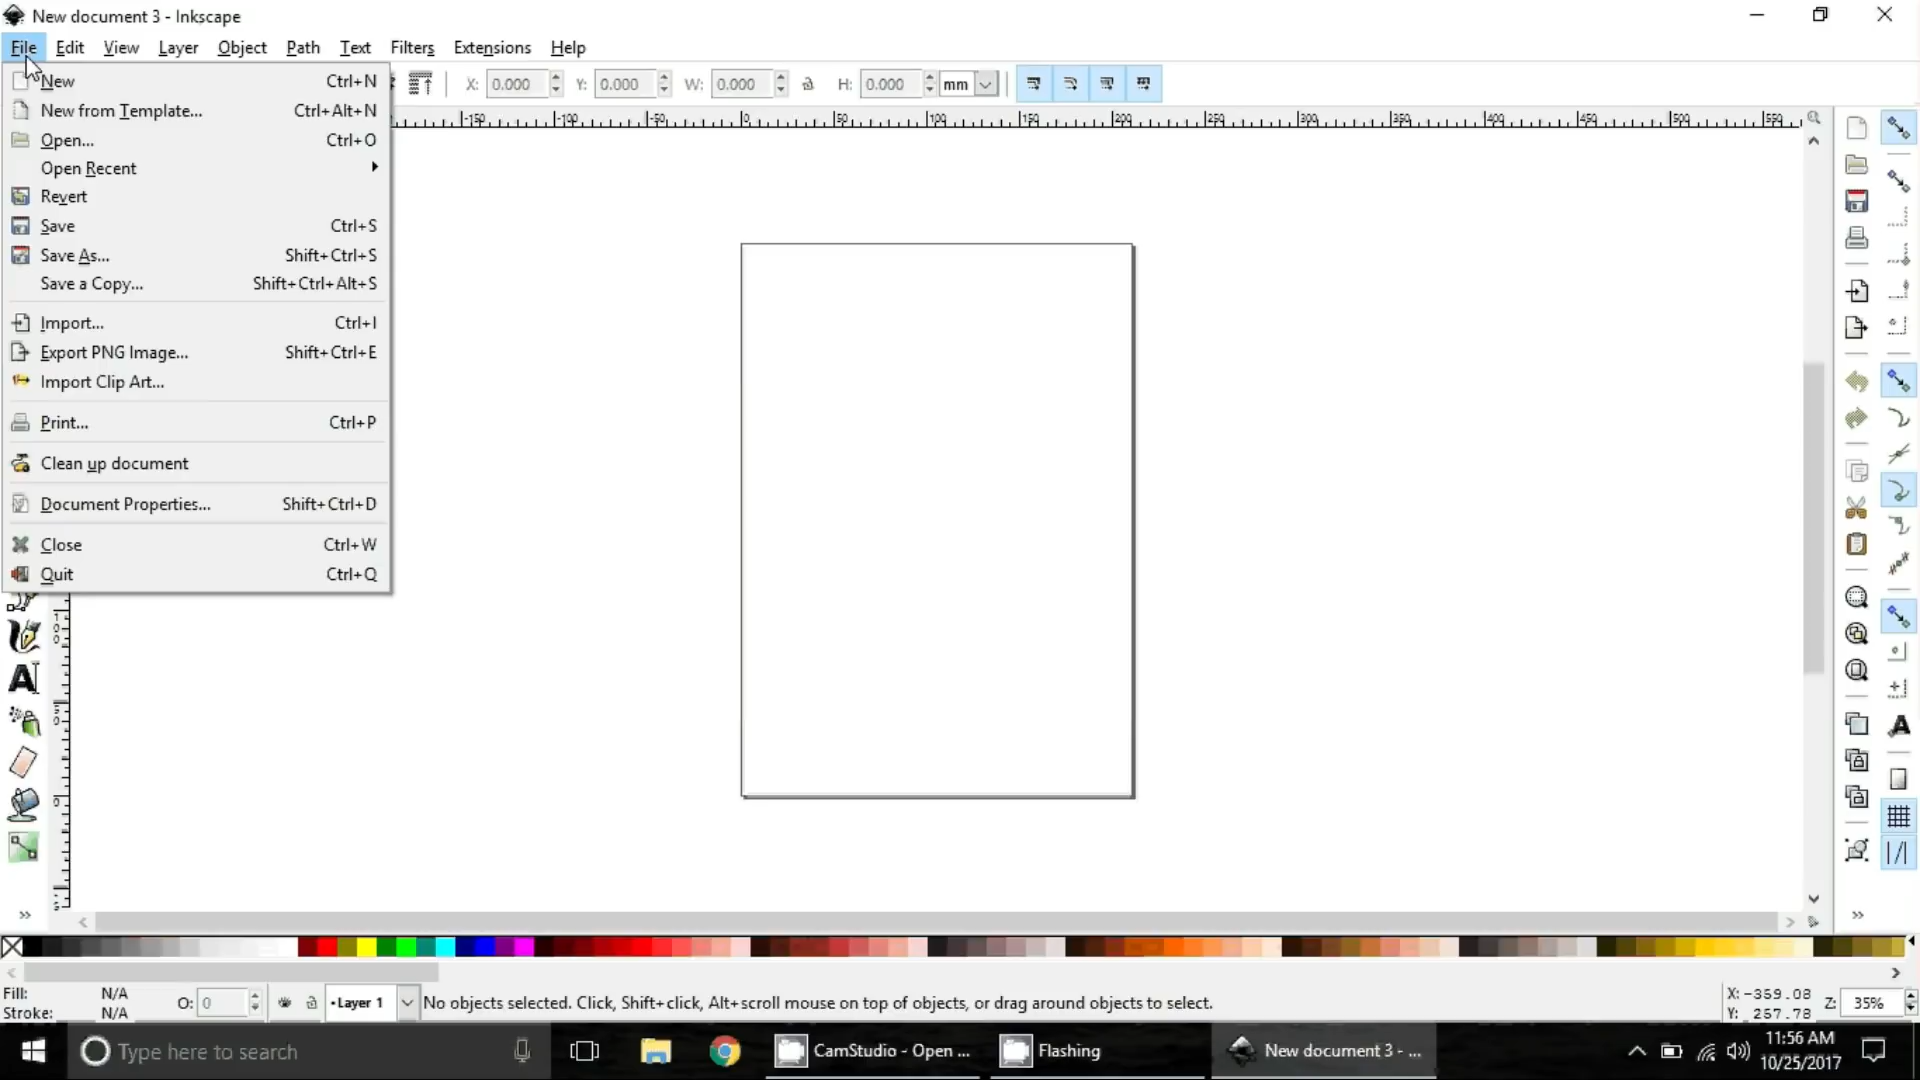 New document 3 - Inkscape
File Edit View Layer Object Path Text Filters Extensions Help
New Ctrl+N
New from Template... Ctrl+Alt+N
Open... Ctrl+O
Open Recent
Revert
Save Ctrl+S
Save As... Shift+Ctrl+S
Save a Copy... Shift+Ctrl+Alt+S
Import... Ctrl+I
Export PNG Image... Shift+Ctrl+E
Import Clip Art...
Print... Ctrl+P
Clean up document
Document Properties... Shift+Ctrl+D
Close Ctrl+W
Quit Ctrl+Q
X: 0.000 Y: 0.000 W: 0.000 H: 0.000 mm
Fill: N/A
Stroke: N/A
O: 0
•Layer 1
No objects selected. Click, Shift+click, Alt+scroll mouse on top of objects, or drag around objects to select.
X: -359.08
Y: 257.78
Z: 35%
Type here to search
CamStudio - Open ...
Flashing
New document 3 - ...
11:56 AM
10/25/2017